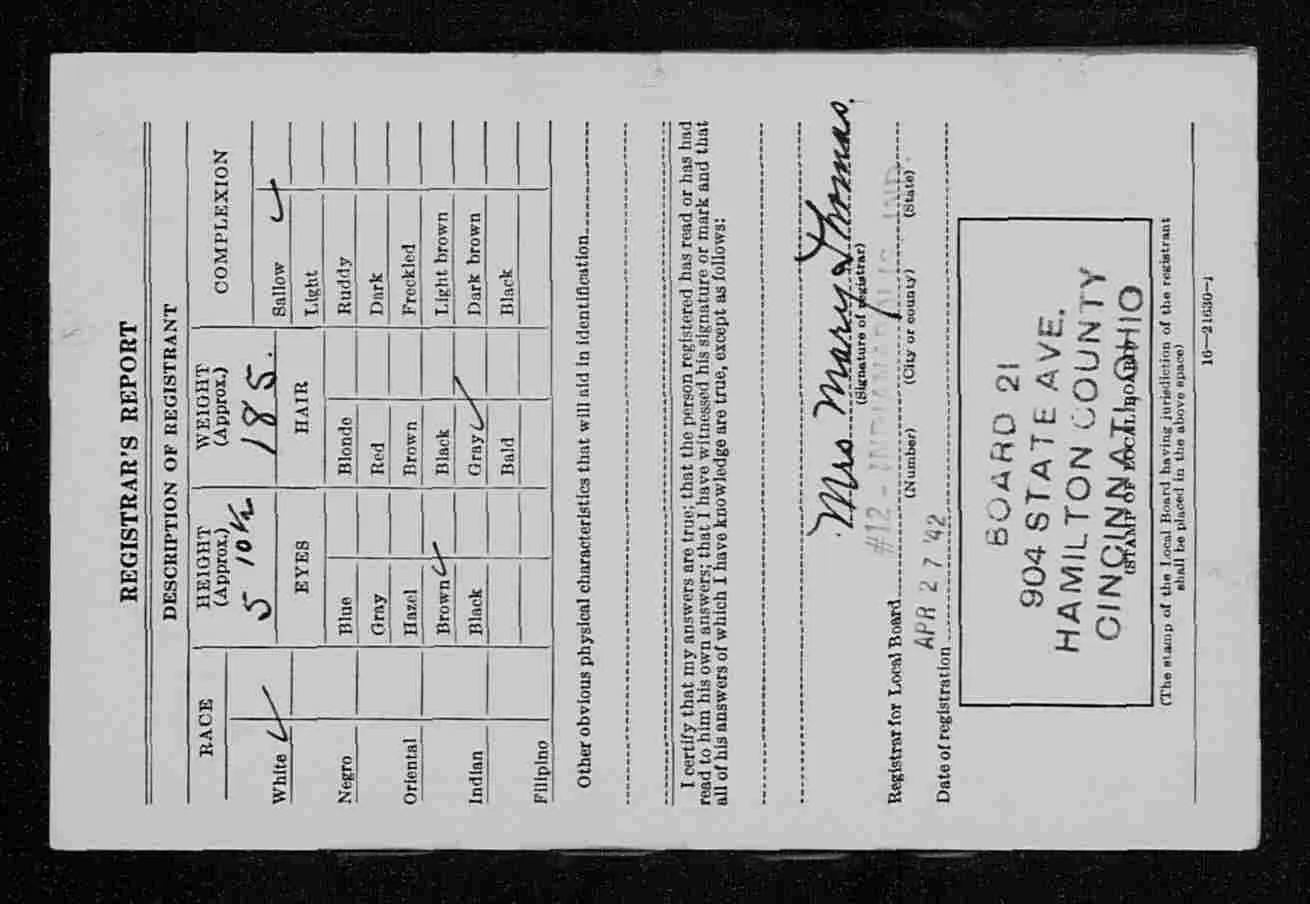 REGISTRAR'S REPORT
DESCRIPTION OF REGISTRANT
RACE
HEIGHT (Approx.)
WEIGHT (Approx.)
COMPLEXION
White ✓
5 10½
185.
Sallow ✓
EYES
HAIR
Light
Negro
Blue
Blonde
Ruddy
Gray
Red
Dark
Oriental
Hazel
Brown
Freckled
Brown ✓
Black
Light brown
Indian
Black
Gray ✓
Dark brown
Bald
Black
Filipino
Other obvious physical characteristics that will aid in identification
I certify that my answers are true; that the person registered has read or has had
read to him his own answers; that I have witnessed his signature or mark and that
all of his answers of which I have knowledge are true, except as follows:
Mrs Mary Thomas.
(Signature of registrar)
Registrar for Local Board #12 - INDIANAPOLIS, IND.
(Number) (City or county) (State)
Date of registration APR 27 '42
BOARD 21
904 STATE AVE.
HAMILTON COUNTY
CINCINNATI, OHIO
(STAMP OF LOCAL BOARD)
(The stamp of the Local Board having jurisdiction of the registrant
shall be placed in the above space)
16—21630-1